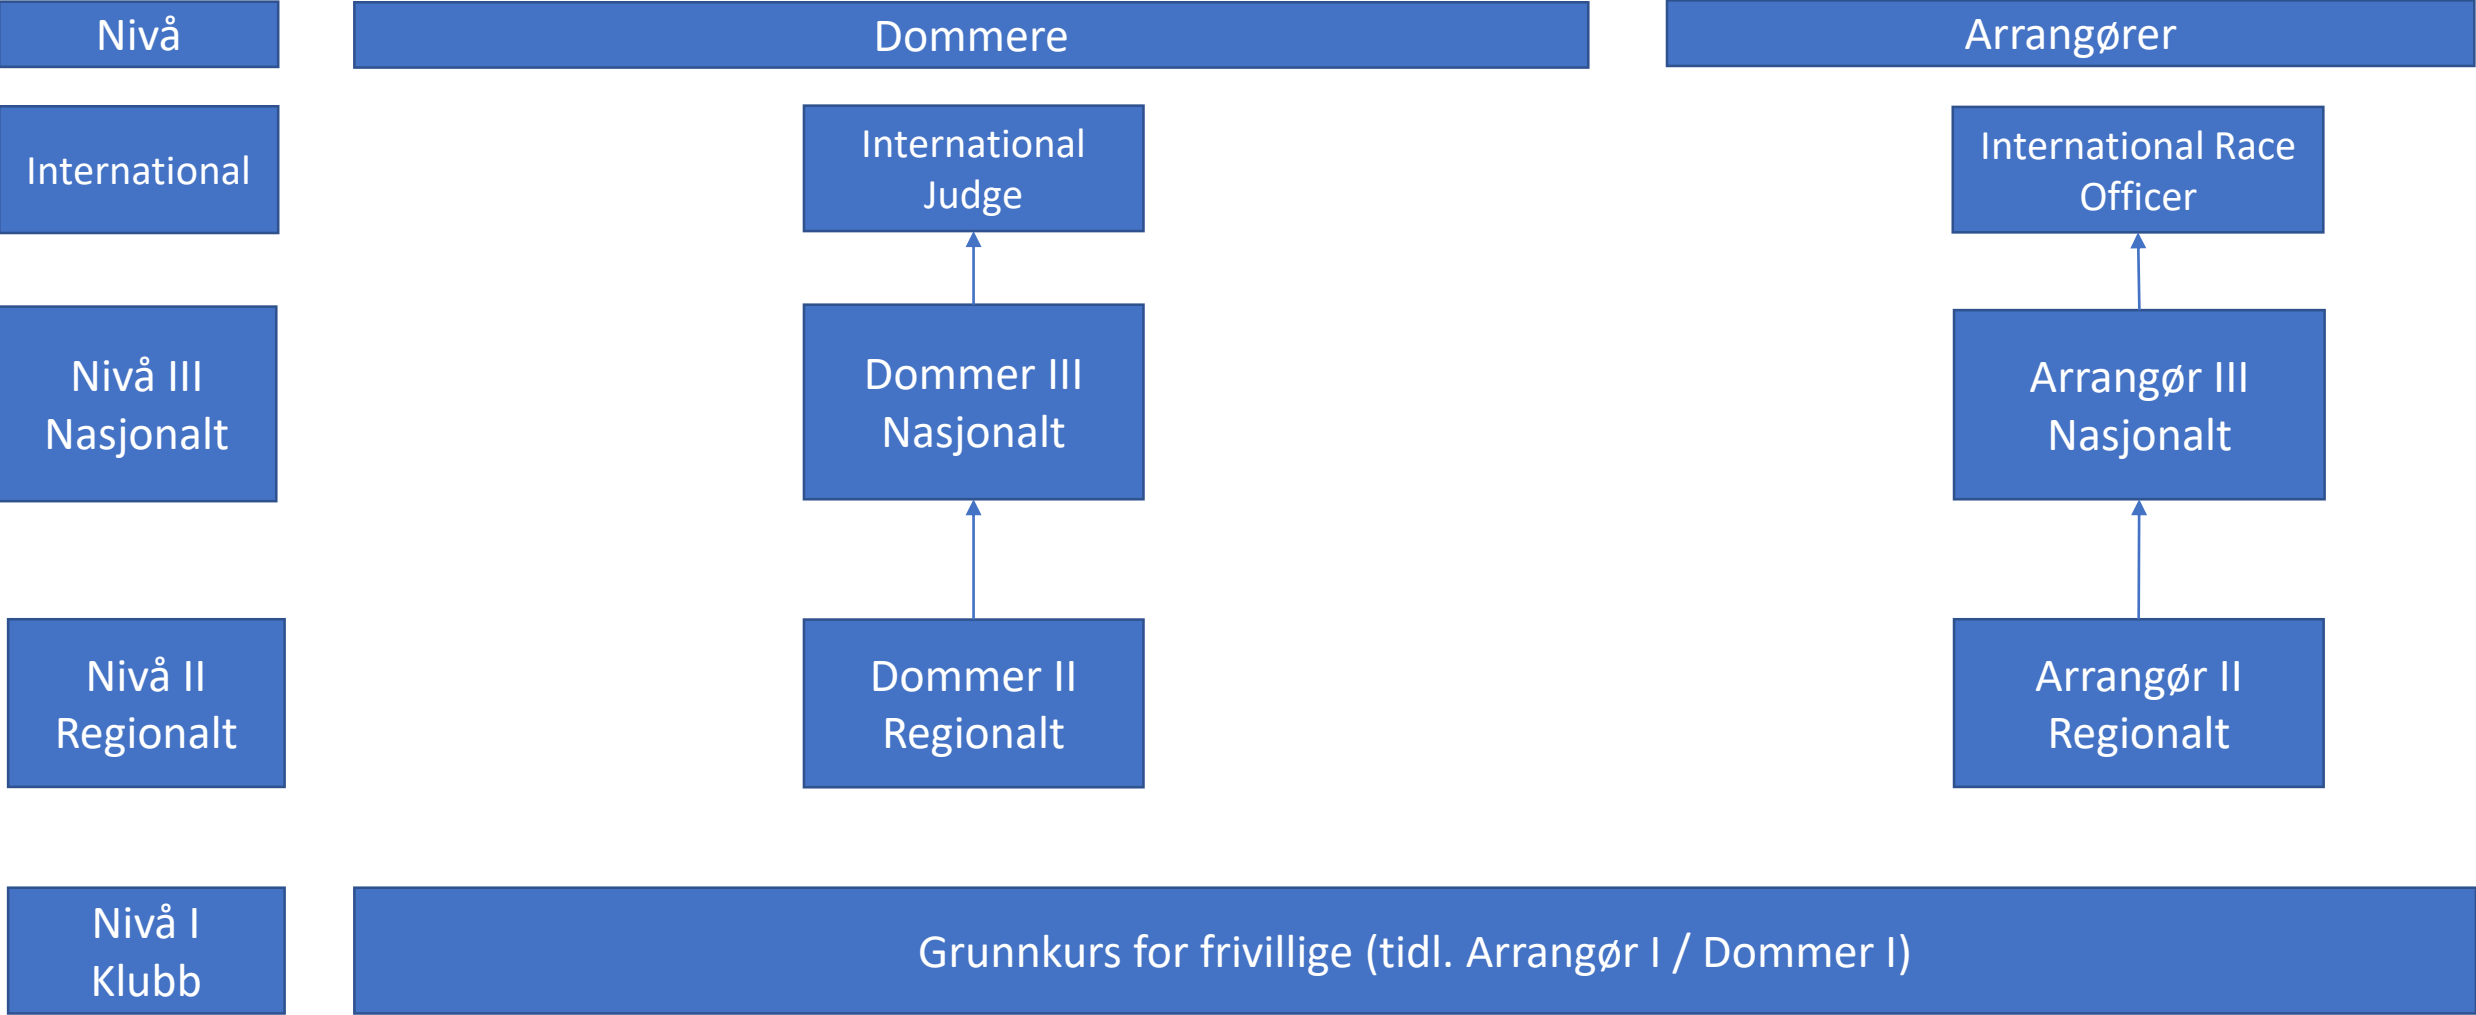 Nivå
Dommere
Arrangører
International
International
Judge
International Race
Officer
Nivå III
Nasjonalt
Dommer III
Nasjonalt
Arrangør III
Nasjonalt
Nivå II
Regionalt
Dommer II
Regionalt
Arrangør II
Regionalt
Nivå I
Klubb
Grunnkurs for frivillige (tidl. Arrangør I / Dommer I)